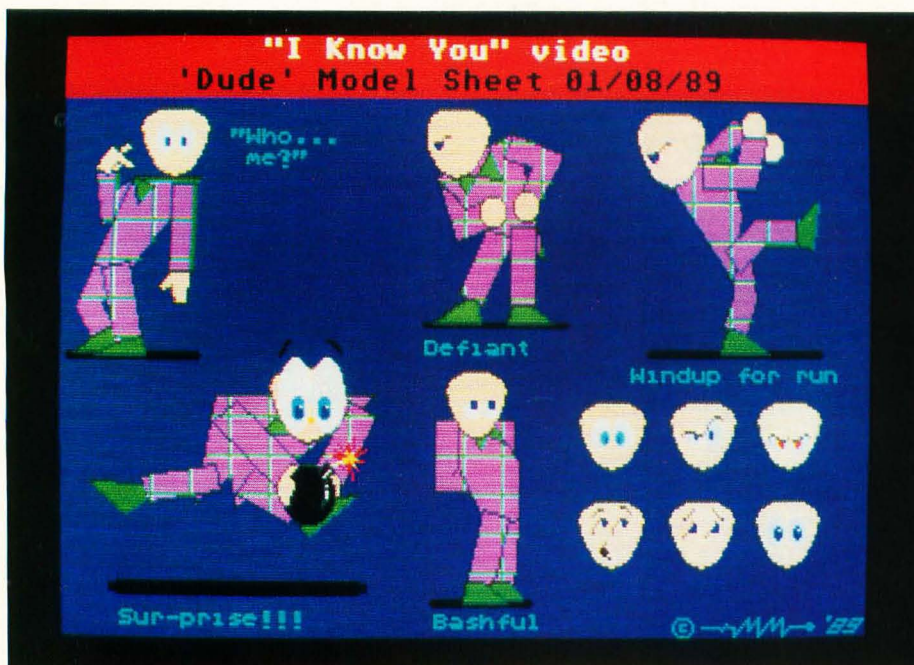 "I Know You" video
'Dude' Model Sheet 01/08/89
"Who...
me?"
Defiant
Windup for run
Sur-prise!!!
Bashful
© '89